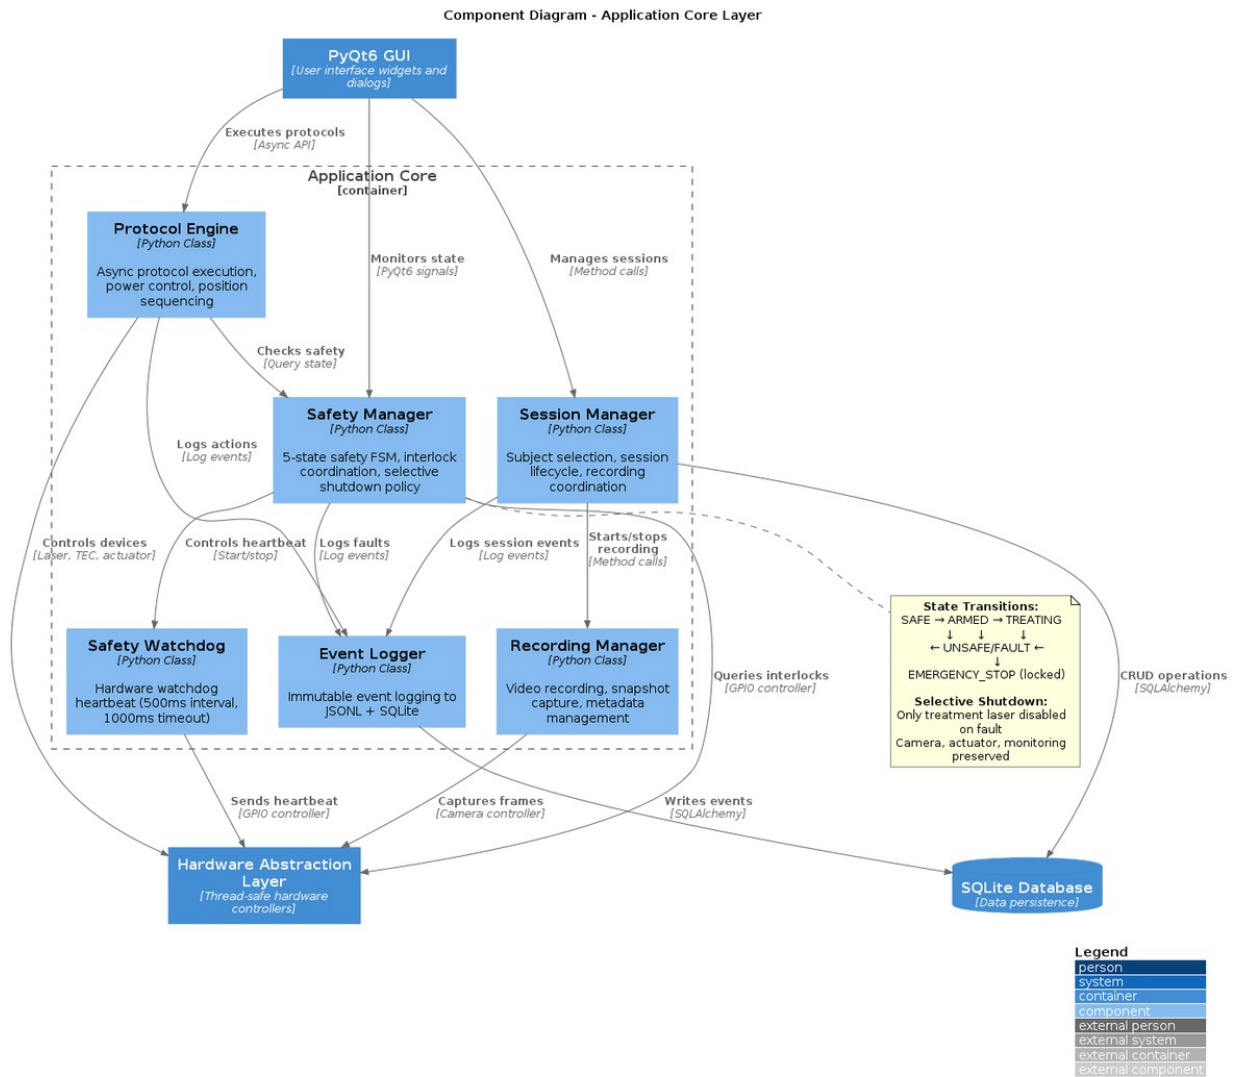 Component Diagram - Application Core Layer
PyQt6 GUI
[User interface widgets and
dialogs]
Executes protocols
[Async API]
Application Core
[container]
Protocol Engine
[Python Class]
Async protocol execution,
power control, position
sequencing
Monitors state
[PyQt6 signals]
Manages sessions
[Method calls]
Checks safety
[Query state]
Safety Manager
[Python Class]
5-state safety FSM, interlock
coordination, selective
shutdown policy
Session Manager
[Python Class]
Subject selection, session
lifecycle, recording
coordination
Logs actions
[Log events]
Controls devices
[Laser, TEC, actuator]
Controls heartbeat
[Start/stop]
Logs faults
[Log events]
Logs session events
[Log events]
Starts/stops
recording
[Method calls]
Safety Watchdog
[Python Class]
Hardware watchdog
heartbeat (500ms interval,
1000ms timeout)
Event Logger
[Python Class]
Immutable event logging to
JSONL + SQLite
Recording Manager
[Python Class]
Video recording, snapshot
capture, metadata
management
Queries interlocks
[GPIO controller]
State Transitions:
SAFE → ARMED → TREATING
↓ ↓ ↓
← UNSAFE/FAULT ←
↓
EMERGENCY_STOP (locked)
Selective Shutdown:
Only treatment laser disabled
on fault
Camera, actuator, monitoring
preserved
CRUD operations
[SQLAlchemy]
Sends heartbeat
[GPIO controller]
Captures frames
[Camera controller]
Writes events
[SQLAlchemy]
Hardware Abstraction
Layer
[Thread-safe hardware
controllers]
SQLite Database
[Data persistence]
Legend
person
system
container
component
external person
external system
external container
external component